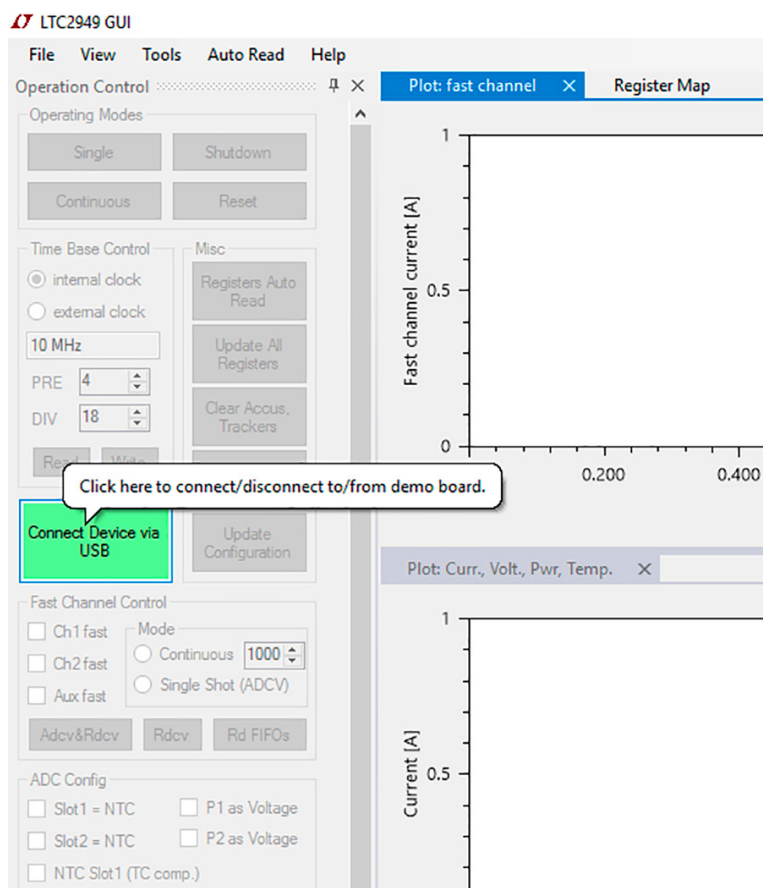 LTC2949 GUI
File View Tools Auto Read Help
Operation Control
Operating Modes
Single Shutdown
Continuous Reset
Time Base Control
internal clock
external clock
10 MHz
PRE 4
DIV 18
Read Write
Misc
Registers Auto
Read
Update All
Registers
Clear Accus,
Trackers
Click here to connect/disconnect to/from demo board.
Connect Device via
USB
Update
Configuration
Fast Channel Control
Ch1 fast
Ch2 fast
Aux fast
Mode
Continuous 1000
Single Shot (ADCV)
Adcv&Rdcv Rdcv Rd FIFOs
ADC Config
Slot1 = NTC P1 as Voltage
Slot2 = NTC P2 as Voltage
NTC Slot1 (TC comp.)
Plot: fast channel Register Map
Fast channel current [A]
1
0.5
0
0.200 0.400
Plot: Curr., Volt., Pwr, Temp.
Current [A]
1
0.5